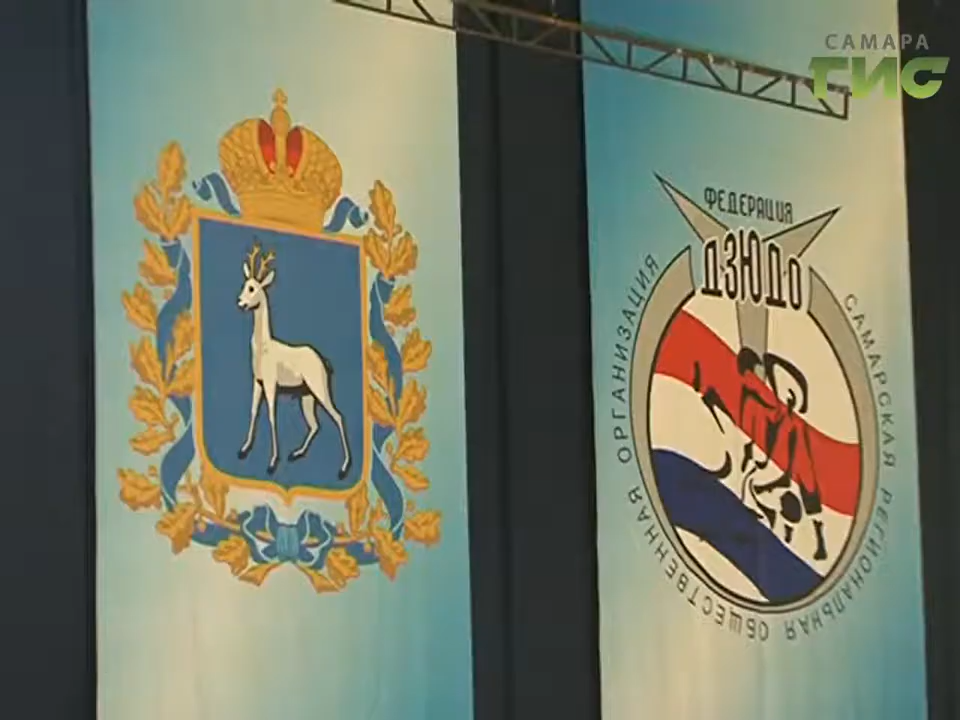 САМАРА
ГИС
ФЕДЕРАЦИЯ
ДЗЮДО
САМАРСКАЯ РЕГИОНАЛЬНАЯ ОБЩЕСТВЕННАЯ ОРГАНИЗАЦИЯ